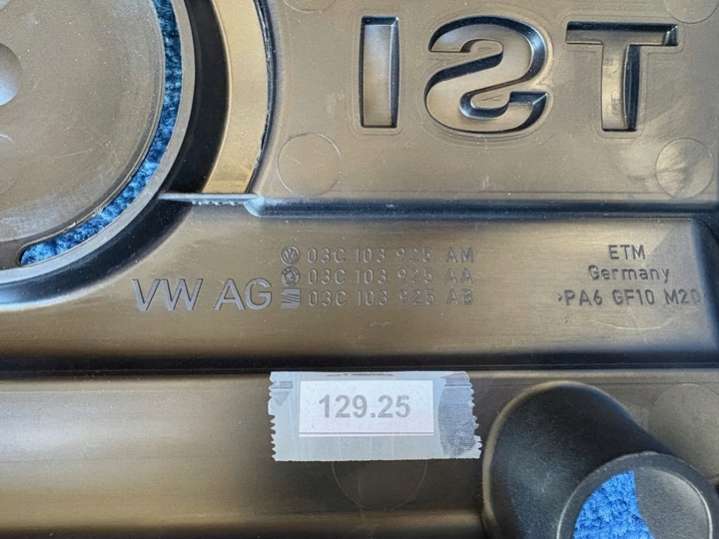 TSI
03C 103 925 AM
03C 103 925 AA
VW AG
03C 103 925 AB
ETM
Germany
>PA6 GF10 M20
129.25